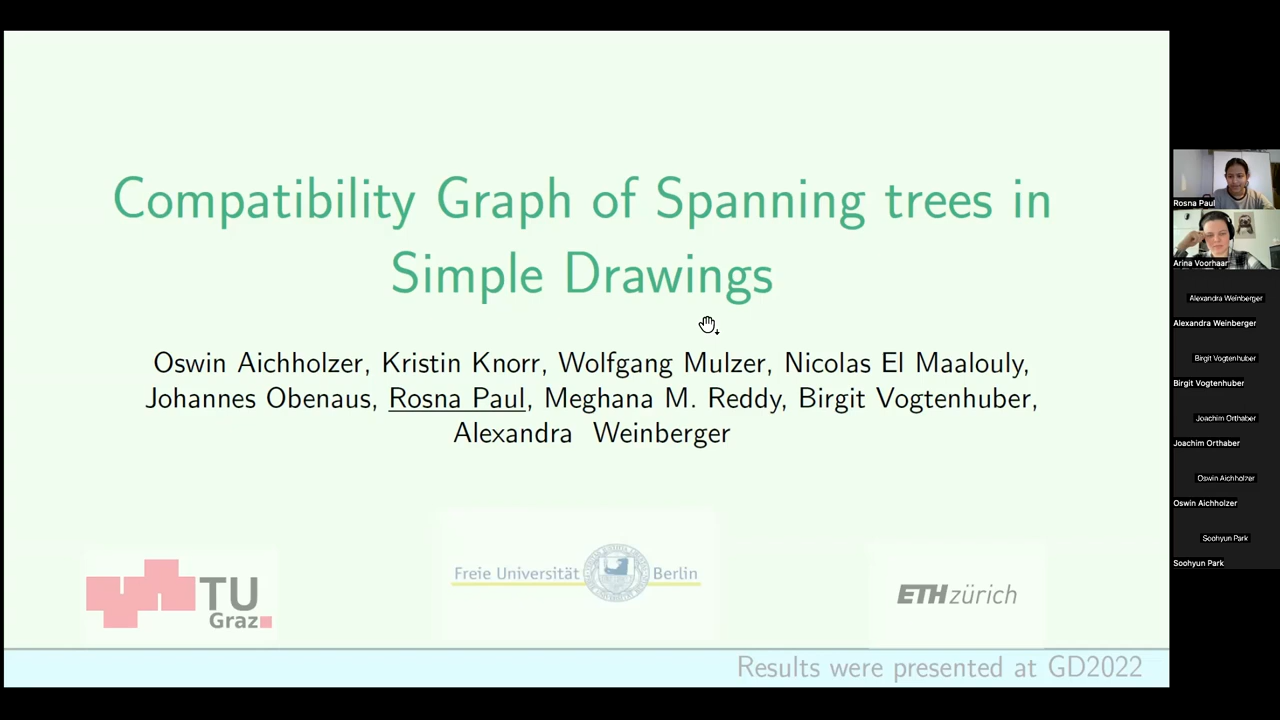 Compatibility Graph of Spanning trees in
Simple Drawings
Oswin Aichholzer, Kristin Knorr, Wolfgang Mulzer, Nicolas El Maalouly,
Johannes Obenaus, Rosna Paul, Meghana M. Reddy, Birgit Vogtenhuber,
Alexandra Weinberger
TU
Graz
Freie Universität Berlin
ETH zürich
Results were presented at GD2022
Rosna Paul
Arina Voorhaar
Alexandra Weinberger
Alexandra Weinberger
Birgit Vogtenhuber
Birgit Vogtenhuber
Joachim Orthaber
Joachim Orthaber
Oswin Aichholzer
Oswin Aichholzer
Soohyun Park
Soohyun Park